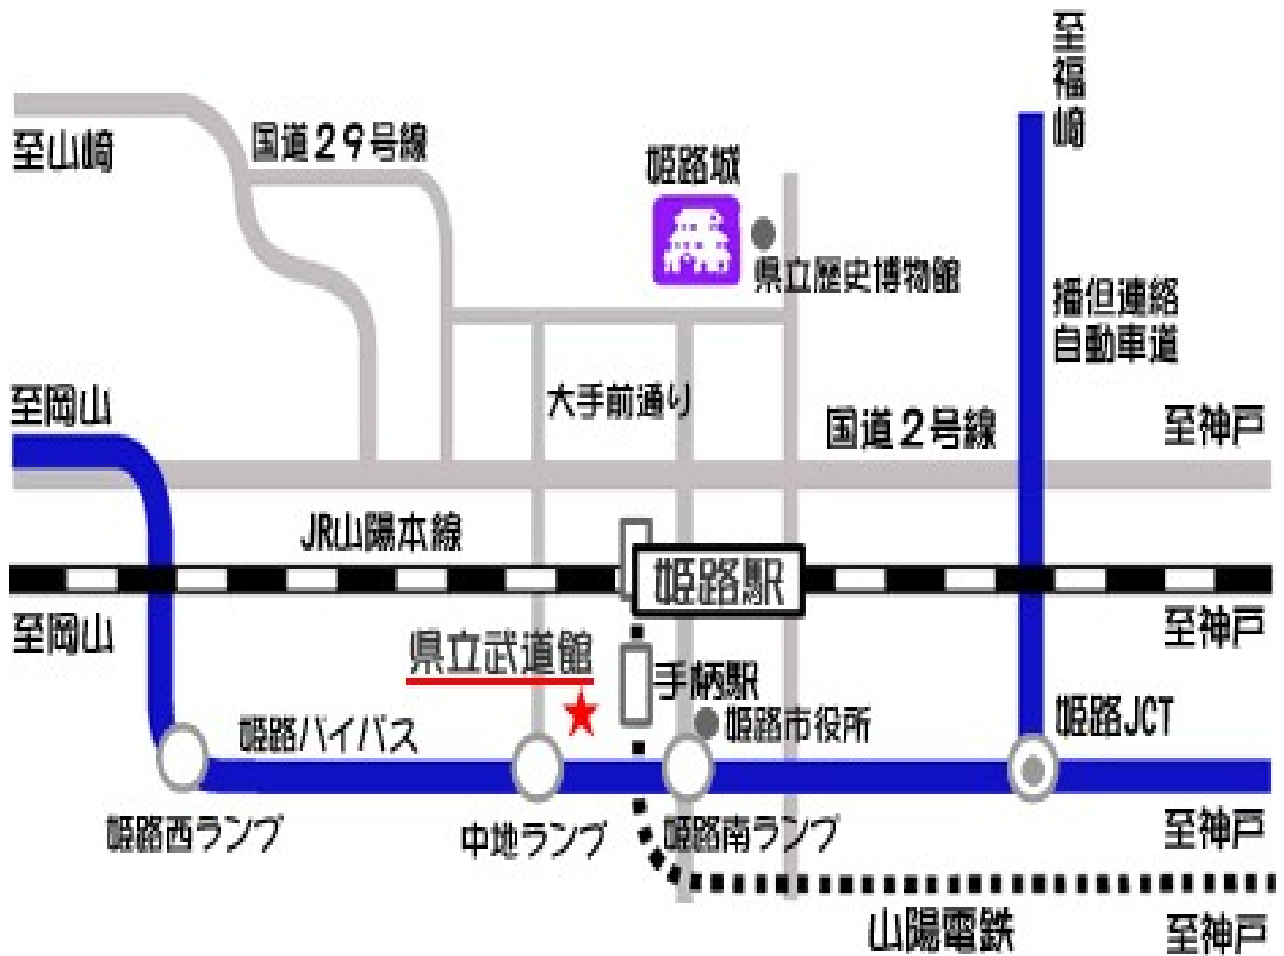 至福崎
至山崎
国道29号線
姫路城
県立歴史博物館
播但連絡
自動車道
至岡山
大手前通り
国道2号線
至神戸
JR山陽本線
姫路駅
至岡山
至神戸
県立武道館
手柄駅
姫路市役所
姫路JCT
姫路バイパス
姫路西ランプ
中地ランプ
姫路南ランプ
至神戸
山陽電鉄
至神戸